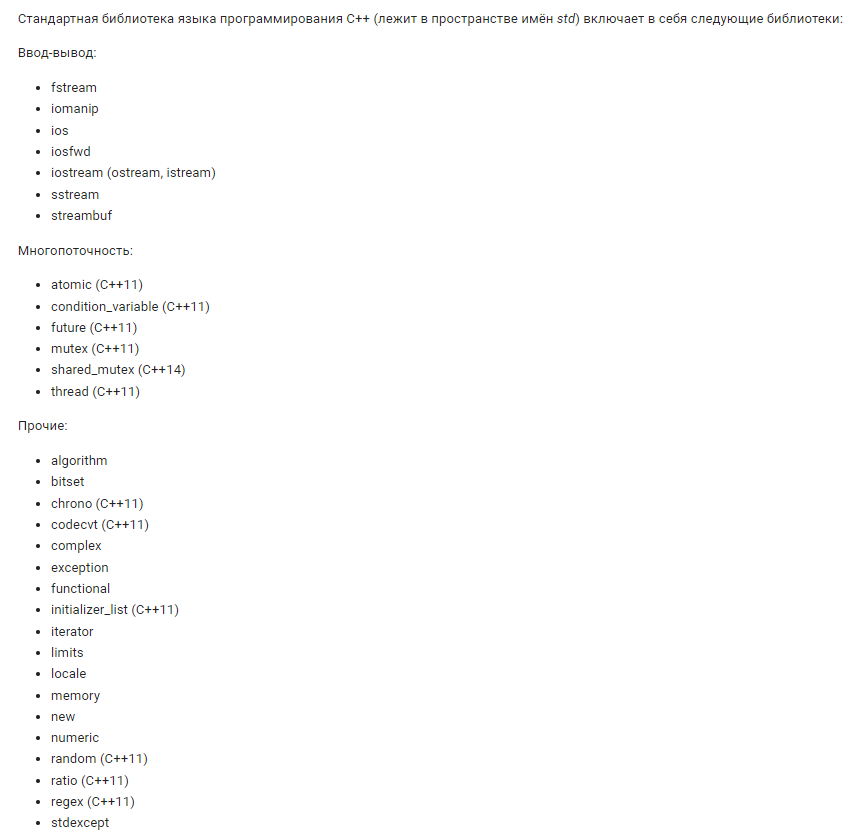 Стандартная библиотека языка программирования C++ (лежит в пространстве имён std) включает в себя следующие библиотеки:
Ввод-вывод:
• fstream
• iomanip
• ios
• iosfwd
• iostream (ostream, istream)
• sstream
• streambuf
Многопоточность:
• atomic (C++11)
• condition_variable (C++11)
• future (C++11)
• mutex (C++11)
• shared_mutex (C++14)
• thread (C++11)
Прочие:
• algorithm
• bitset
• chrono (C++11)
• codecvt (C++11)
• complex
• exception
• functional
• initializer_list (C++11)
• iterator
• limits
• locale
• memory
• new
• numeric
• random (C++11)
• ratio (C++11)
• regex (C++11)
• stdexcept